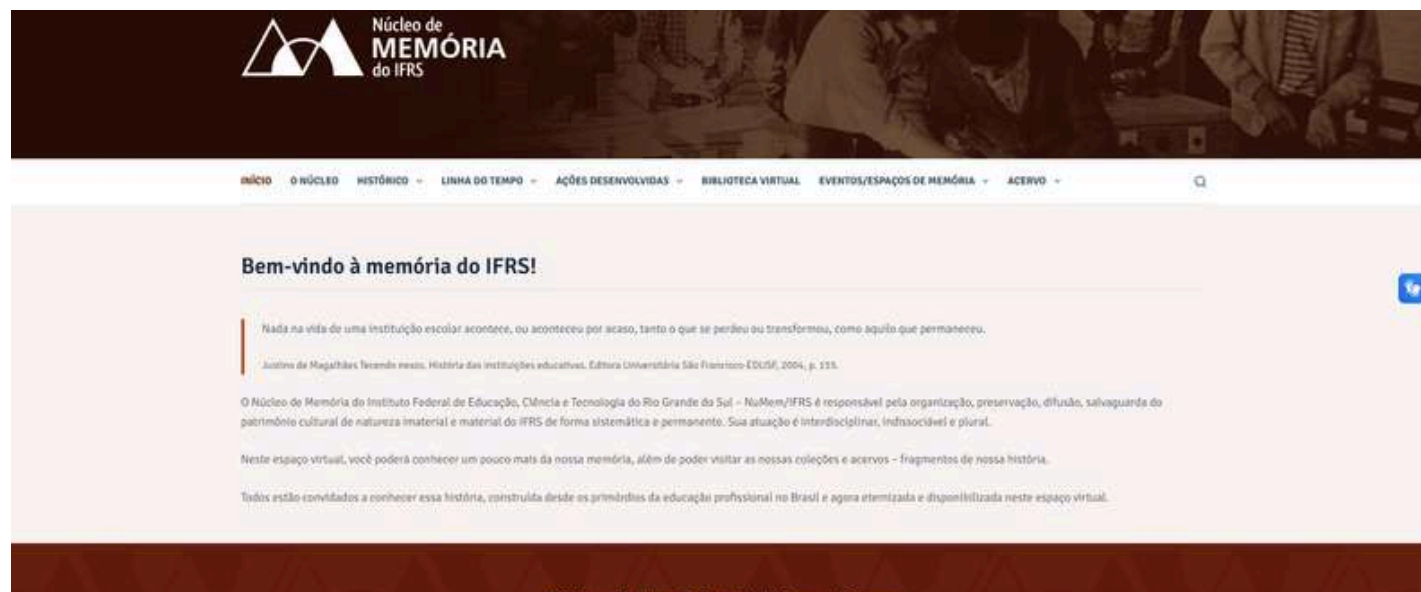 Núcleo de
MEMÓRIA
do IFRS
INÍCIO O NÚCLEO HISTÓRICO LINHA DO TEMPO AÇÕES DESENVOLVIDAS BIBLIOTECA VIRTUAL EVENTOS/ESPAÇOS DE MEMÓRIA ACERVO
Bem-vindo à memória do IFRS!
Nada na vida de uma instituição escolar acontece, ou aconteceu por acaso, tanto o que se perdeu ou transformou, como aquilo que permaneceu.
Justino de Magalhães Tecendo nexos. História das instituições educativas. Editora Universitária São Francisco-EDUSF, 2004, p.
O Núcleo de Memória do Instituto Federal de Educação, Ciência e Tecnologia do Rio Grande do Sul – NuMem/IFRS é responsável pela organização, preservação, difusão, salvaguarda do
patrimônio cultural de natureza imaterial e material do IFRS de forma sistemática e permanente. Sua atuação é interdisciplinar, indissociável e plural.
Neste espaço virtual, você poderá conhecer um pouco mais da nossa memória, além de poder visitar as nossas coleções e acervos – fragmentos de nossa história.
Todos estão convidados a conhecer essa história, construída desde os primórdios da educação profissional no Brasil e agora eternizada e disponibilizada neste espaço virtual.